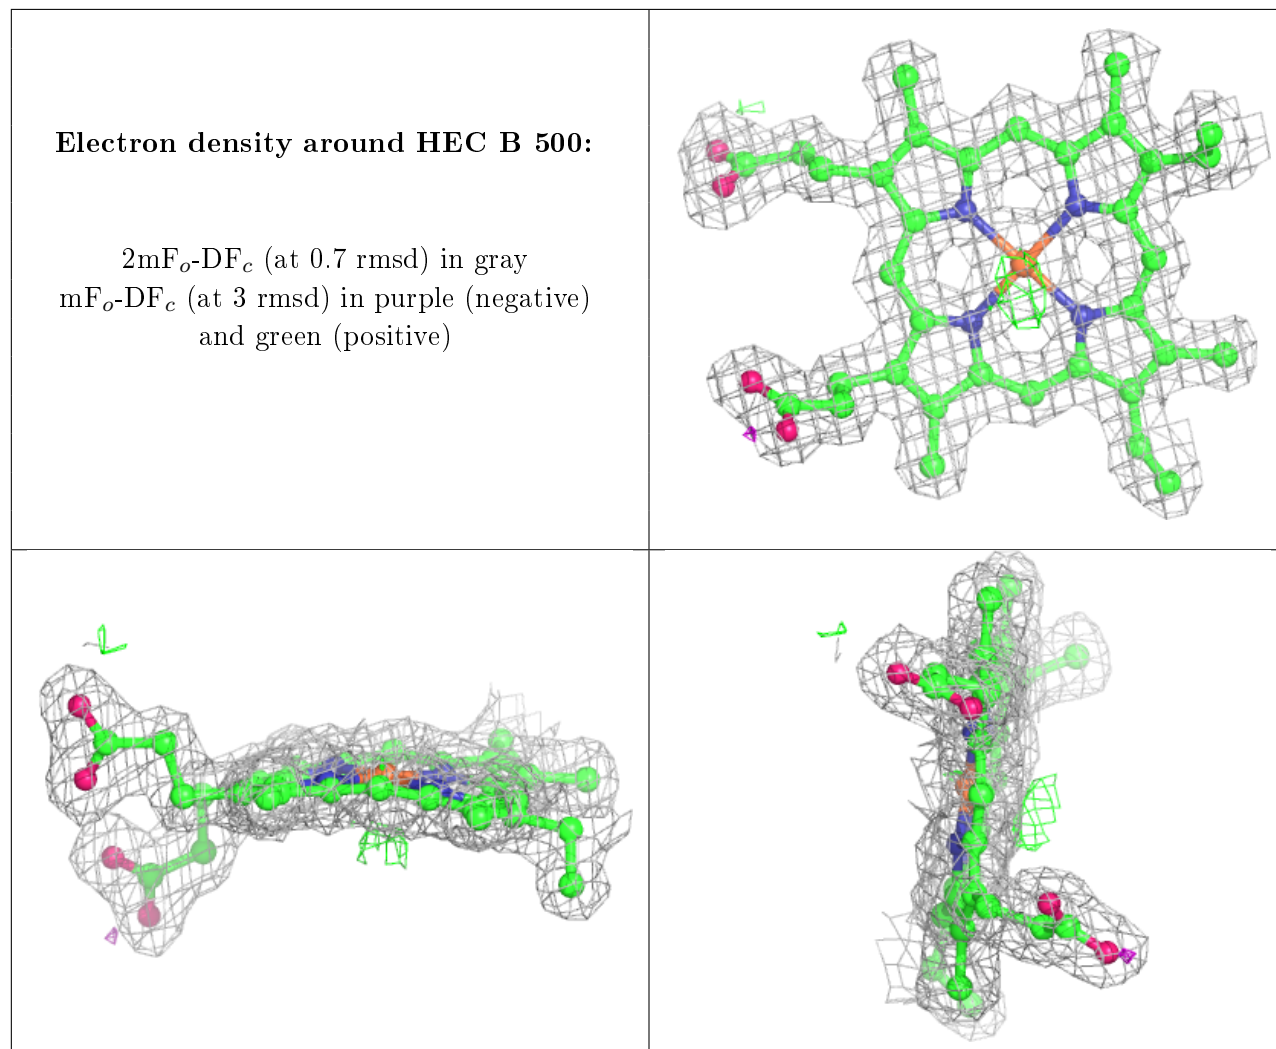 Electron density around HEC B 500:
2mFₒ-DF𝒸 (at 0.7 rmsd) in gray
mFₒ-DF𝒸 (at 3 rmsd) in purple (negative)
and green (positive)